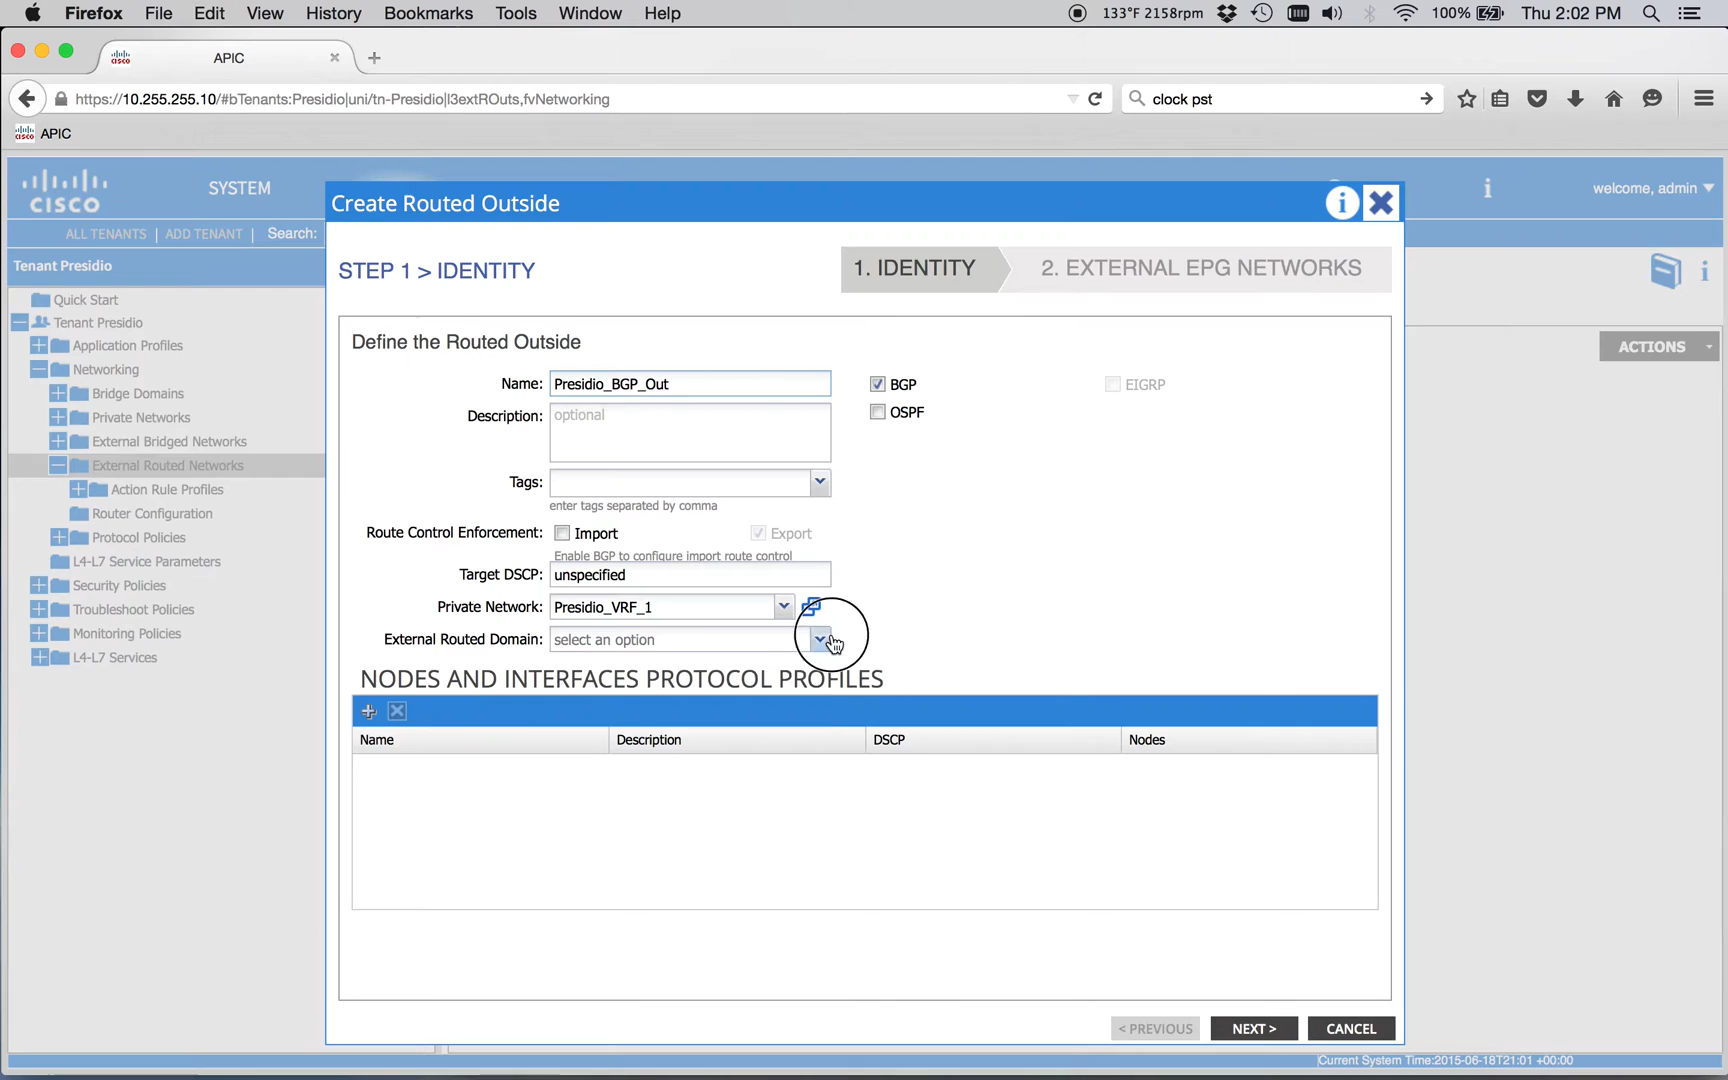 Firefox File Edit View History Bookmarks Tools Window Help 133°F 2158rpm 100% Thu 2:02 PM
APIC
https://10.255.255.10/#bTenants:Presidio|uni/tn-Presidio|l3extROuts,fvNetworking clock pst
APIC
CISCO SYSTEM i welcome, admin
ALL TENANTS | ADD TENANT | Search:
Create Routed Outside i
Tenant Presidio
Quick Start
Tenant Presidio
Application Profiles
Networking
Bridge Domains
Private Networks
External Bridged Networks
External Routed Networks
Action Rule Profiles
Router Configuration
Protocol Policies
L4-L7 Service Parameters
Security Policies
Troubleshoot Policies
Monitoring Policies
L4-L7 Services
STEP 1 > IDENTITY 1. IDENTITY 2. EXTERNAL EPG NETWORKS
i
ACTIONS
Define the Routed Outside
Name: Presidio_BGP_Out BGP EIGRP
Description: optional OSPF
Tags:
enter tags separated by comma
Route Control Enforcement: Import Export
Enable BGP to configure import route control
Target DSCP: unspecified
Private Network: Presidio_VRF_1
External Routed Domain: select an option
NODES AND INTERFACES PROTOCOL PROFILES
Name Description DSCP Nodes
< PREVIOUS NEXT > CANCEL
Current System Time:2015-06-18T21:01 +00:00